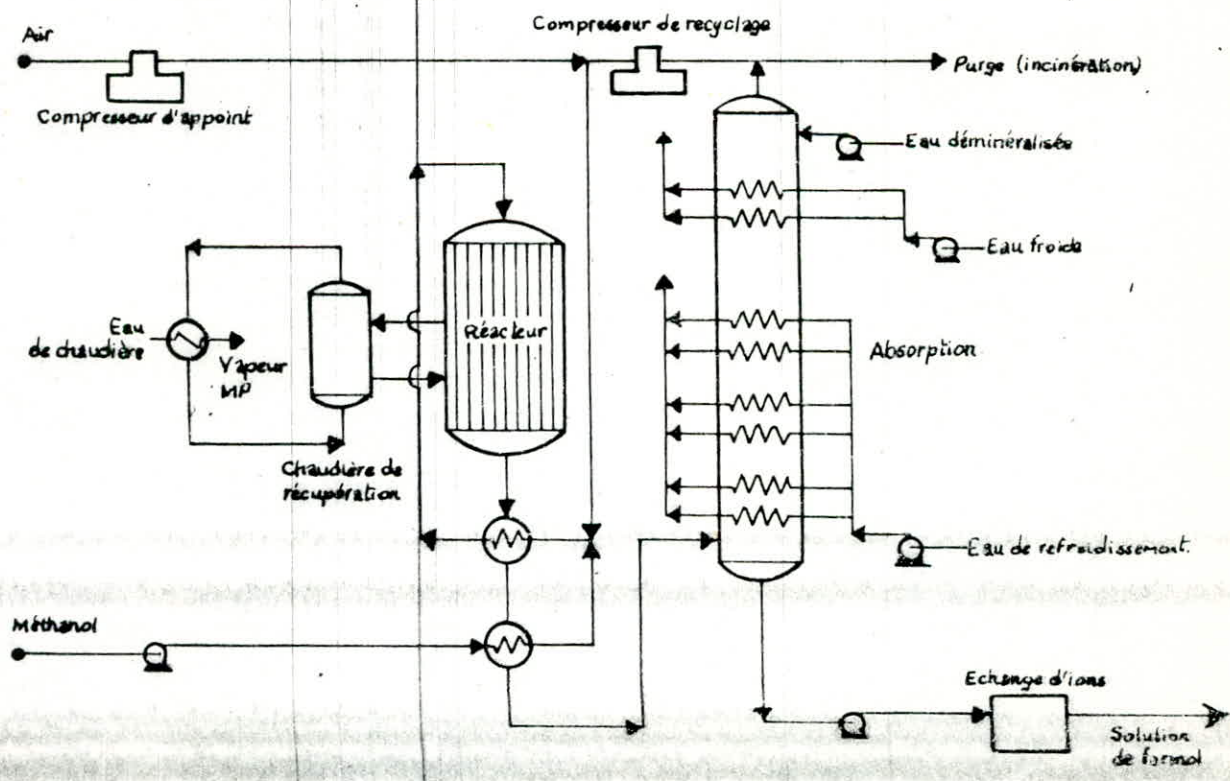 Compresseur de recyclage
Air
Purge (incinération)
Compresseur d'appoint
Eau déminéralisée
Eau froide
Réacteur
Eau
de chaudière
Vapeur
MP
Absorption
Chaudière de
récupération
Eau de refroidissement.
Méthanol
Echange d'ions
Solution
de formol